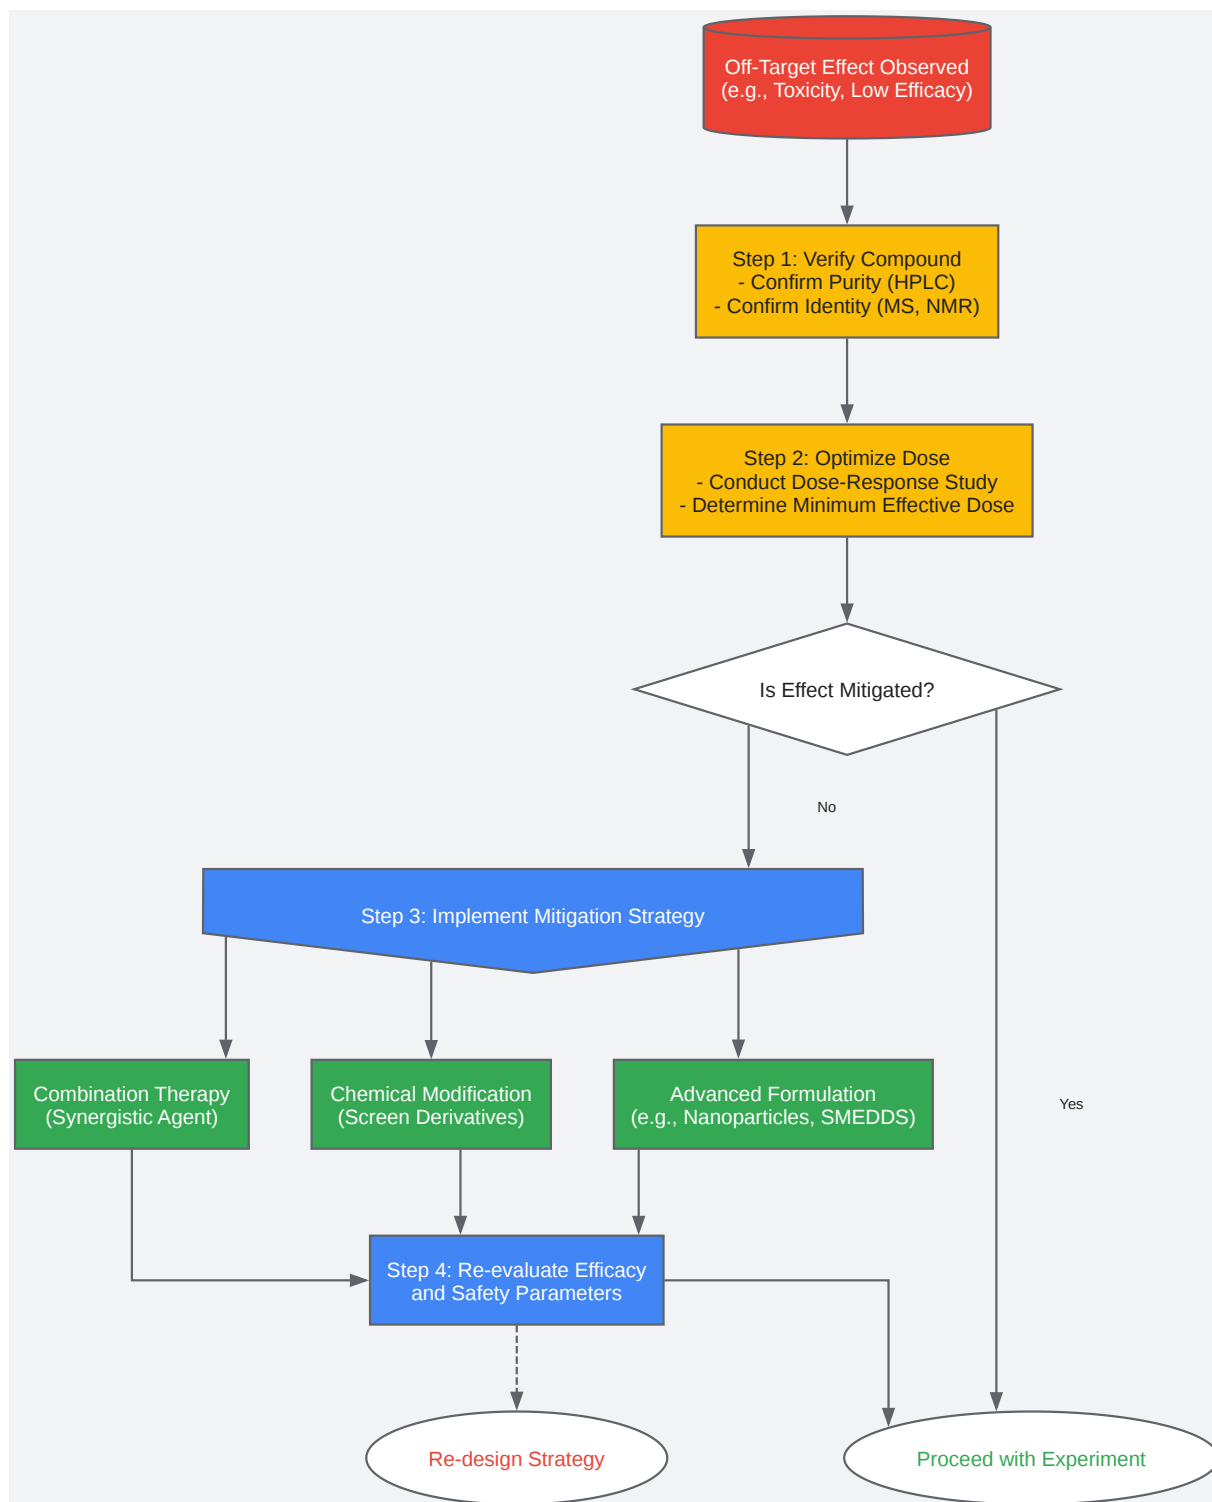 Off-Target Effect Observed
(e.g., Toxicity, Low Efficacy)
Step 1: Verify Compound
- Confirm Purity (HPLC)
- Confirm Identity (MS, NMR)
Step 2: Optimize Dose
- Conduct Dose-Response Study
- Determine Minimum Effective Dose
Is Effect Mitigated?
No
Step 3: Implement Mitigation Strategy
Combination Therapy
(Synergistic Agent)
Chemical Modification
(Screen Derivatives)
Advanced Formulation
(e.g., Nanoparticles, SMEDDS)
Yes
Step 4: Re-evaluate Efficacy
and Safety Parameters
Re-design Strategy
Proceed with Experiment